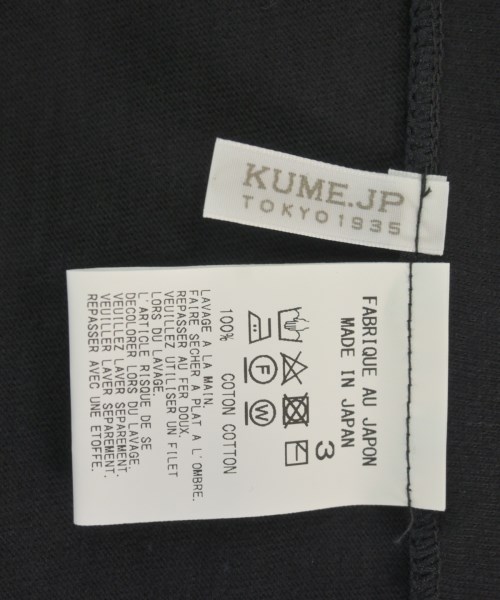 KUME.JP
TOKYO1935
FABRIQUE AU JAPON
MADE IN JAPAN
3
F W
100% COTON COTTON
LAVAGE A LA MAIN.
FAIRE SECHER A PLAT A L'OMBRE.
REPASSER AU FER DOUX.
VEUILLEZ UTILISER UN FILET
LORS DU LAVAGE.
L'ARTICLE RISQUE DE SE
DECOLORER LORS DU LAVAGE.
VEUILLEZ LAVER SEPAREMENT.
VEUILLER LAVER SEPAREMENT.
REPASSER AVEC UNE ETOFFE.